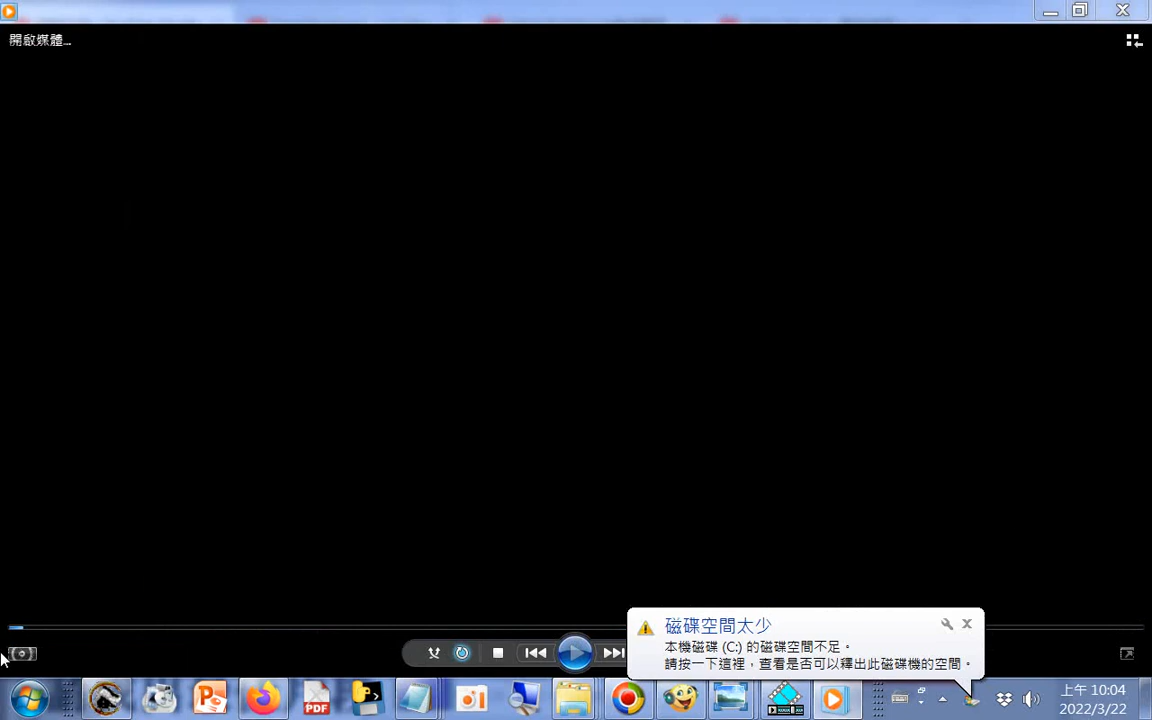 開啟媒體...
磁碟空間太少
本機磁碟 (C:) 的磁碟空間不足。
請按一下這裡，查看是否可以釋出此磁碟機的空間。
PDF
上午 10:04
2022/3/22